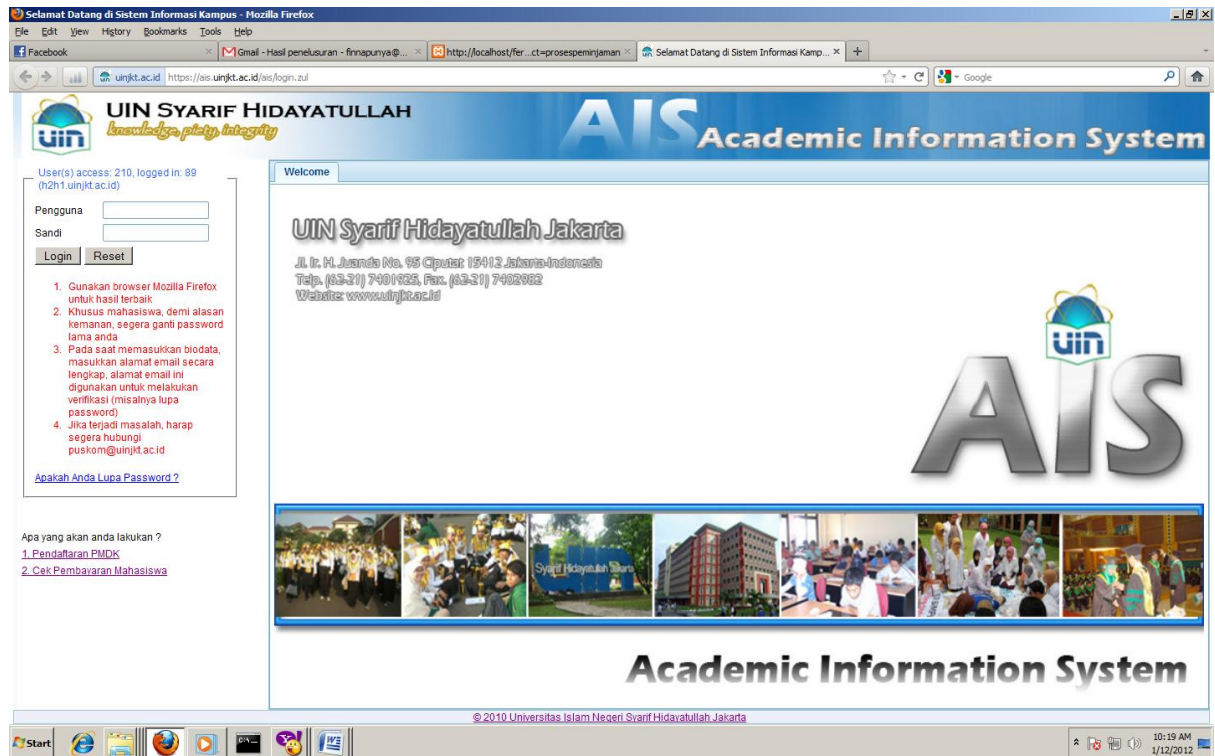 Selamat Datang di Sistem Informasi Kampus - Mozilla Firefox
File Edit View History Bookmarks Tools Help
Facebook
Gmail - Hasil penelusuran - finnapunya@...
http://localhost/fer...ct=prosespeminjaman
Selamat Datang di Sistem Informasi Kamp...
uinjkt.ac.id https://ais.uinjkt.ac.id/ais/login.zul
Google
uin
UIN SYARIF HIDAYATULLAH
knowledge, piety, integrity
AIS Academic Information System
User(s) access: 210, logged in: 89
(h2h1.uinjkt.ac.id)
Pengguna
Sandi
Login Reset
1. Gunakan browser Mozilla Firefox
untuk hasil terbaik
2. Khusus mahasiswa, demi alasan
kemanan, segera ganti password
lama anda
3. Pada saat memasukkan biodata,
masukkan alamat email secara
lengkap, alamat email ini
digunakan untuk melakukan
verifikasi (misalnya lupa
password)
4. Jika terjadi masalah, harap
segera hubungi
puskom@uinjkt.ac.id
Apakah Anda Lupa Password ?
Apa yang akan anda lakukan ?
1. Pendaftaran PMDK
2. Cek Pembayaran Mahasiswa
Welcome
UIN Syarif Hidayatullah Jakarta
Jl. Ir. H. Juanda No. 95 Ciputat 15412 Jakarta-Indonesia
Telp. (62-21) 7401925, Fax. (62-21) 7402982
Website: www.uinjkt.ac.id
uin
AIS
UIN
Syarif Hidayatullah Jakarta
Academic Information System
© 2010 Universitas Islam Negeri Syarif Hidayatullah Jakarta
Start
10:19 AM
1/12/2012